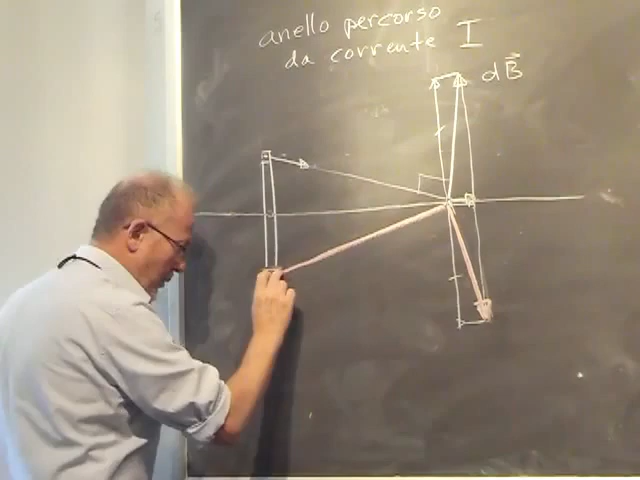 anello percorso
da corrente I
dB⃗